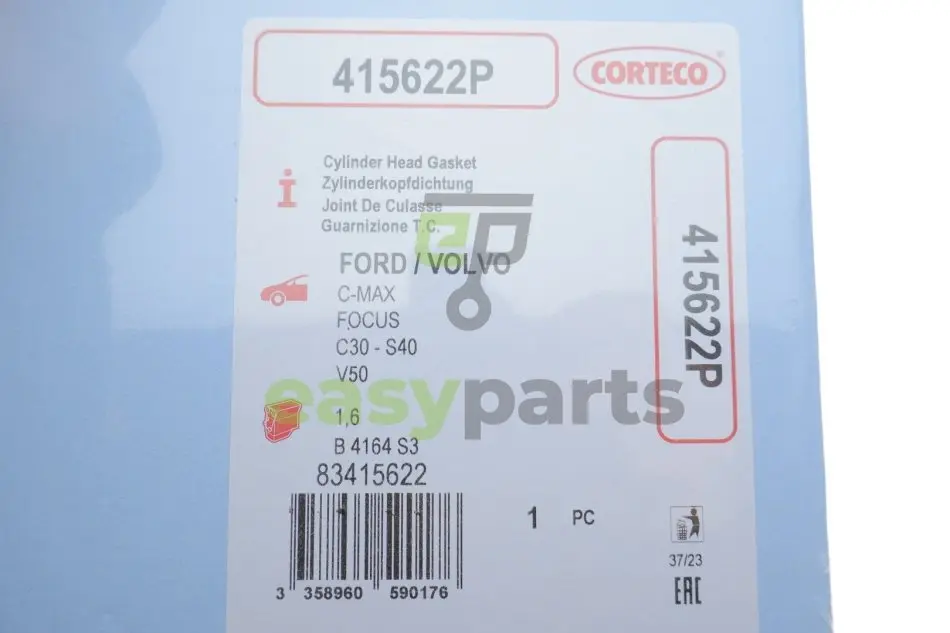 415622P
CORTECO
Cylinder Head Gasket
Zylinderkopfdichtung
Joint De Culasse
Guarnizione T.C.
FORD / VOLVO
C-MAX
FOCUS
C30 - S40
V50
415622P
easyparts
1,6
B 4164 S3
83415622
1 PC
3 358960 590176
37/23
EAC